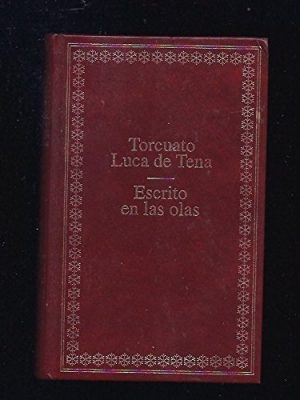 Torcuato
Luca de Tena
Escrito
en las olas